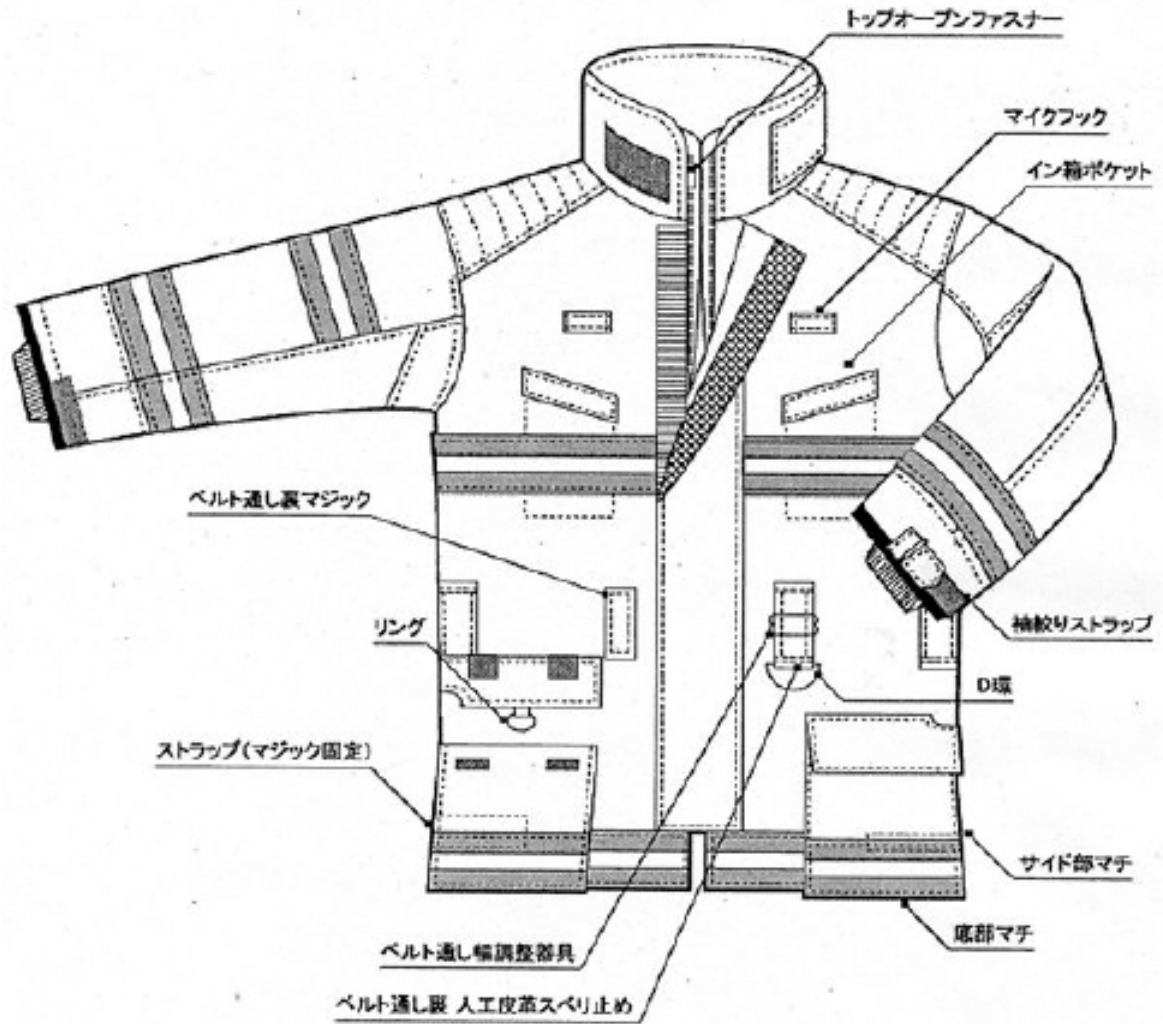 トップオープンファスナー
マイクフック
イン箱ポケット
ベルト通し裏マジック
リング
袖絞りストラップ
D環
ストラップ(マジック固定)
サイド部マチ
底部マチ
ベルト通し幅調整器具
ベルト通し裏 人工皮革スベリ止め